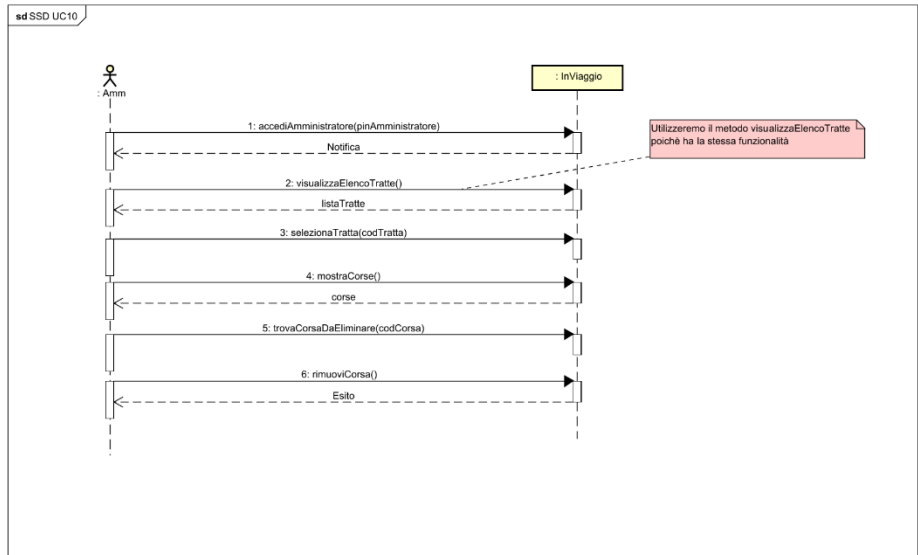 sd SSD UC10
: Amm
: InViaggio
1: accediAmministratore(pinAmministratore)
Notifica
Utilizzeremo il metodo visualizzaElencoTratte
poichè ha la stessa funzionalità
2: visualizzaElencoTratte()
listaTratte
3: selezionaTratta(codTratta)
4: mostraCorse()
corse
5: trovaCorsaDaEliminare(codCorsa)
6: rimuoviCorsa()
Esito